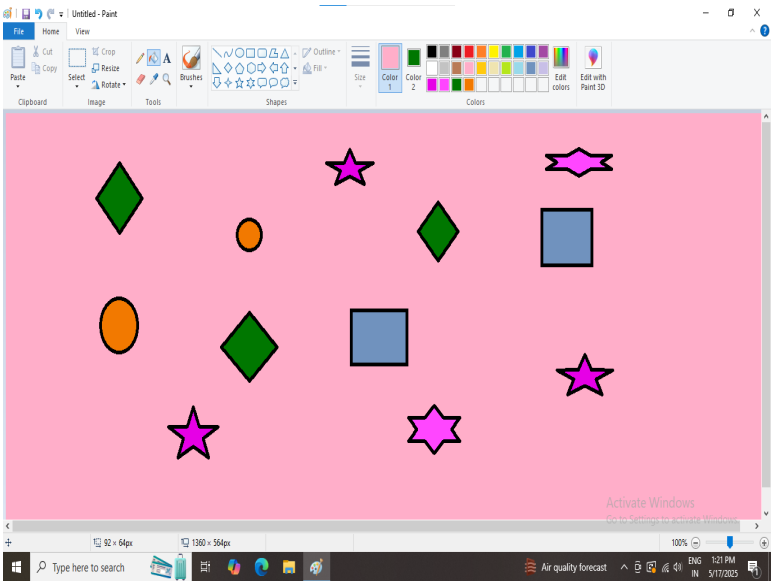 Untitled - Paint
File Home View
Paste
Cut
Copy
Clipboard
Select
Crop
Resize
Rotate
Image
A
Tools
Brushes
Shapes
Outline
Fill
Size
Color 1
Color 2
Colors
Edit colors
Edit with Paint 3D
Activate Windows
Go to Settings to activate Windows.
92 × 64px
1360 × 564px
100%
Type here to search
Air quality forecast
ENG
IN
1:21 PM
5/17/2025
1